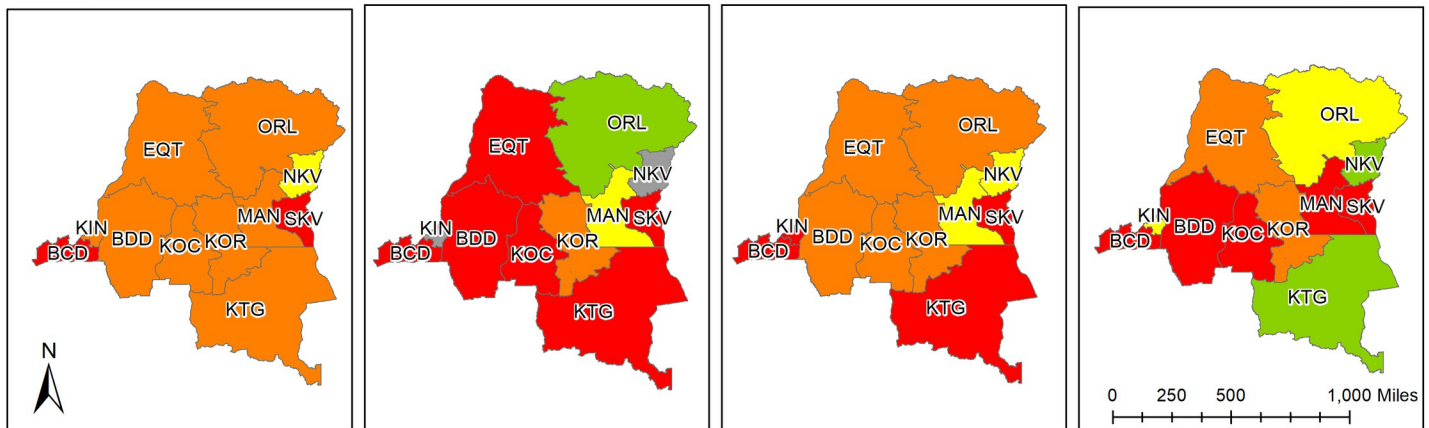 ORL
EQT
NKV
MAN
SKV
KIN
BDD
KOR
BCD
KOC
KTG
N
ORL
EQT
NKV
MAN
SKV
KIN
BDD
KOR
BCD
KOC
KTG
ORL
EQT
NKV
MAN
SKV
KIN
BDD
KOR
BCD
KOC
KTG
ORL
EQT
NKV
MAN
SKV
KIN
BDD
KOC
KOR
BCD
KTG
0 250 500 1,000 Miles